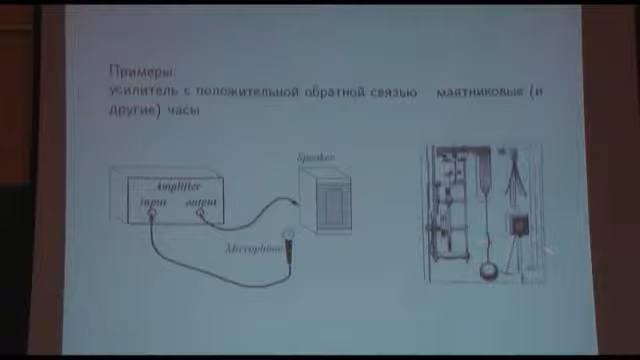 Примеры:
усилитель с положительной обратной связью маятниковые (и
другие) часы
Speaker
Amplifier
input output
Microphone